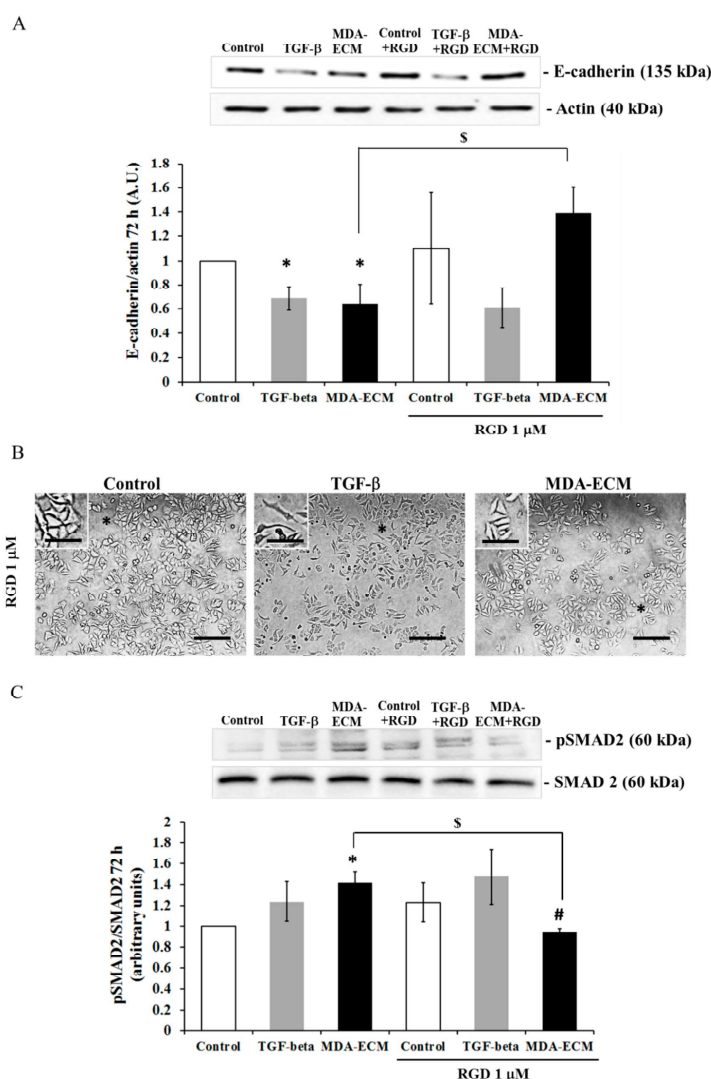 A
Control TGF-β MDA-ECM Control +RGD TGF-β +RGD MDA-ECM+RGD
- E-cadherin (135 kDa)
- Actin (40 kDa)
$
E-cadherin/actin 72 h (A.U.)
1.8
1.6
1.4
1.2
1
0.8
0.6
0.4
0.2
0
* *
Control TGF-beta MDA-ECM Control TGF-beta MDA-ECM
RGD 1 μM
B
Control TGF-β MDA-ECM
RGD 1 μM
* * *
C
Control TGF-β MDA-ECM Control +RGD TGF-β +RGD MDA-ECM+RGD
- pSMAD2 (60 kDa)
- SMAD 2 (60 kDa)
$
pSMAD2/SMAD2 72 h
(arbitrary units)
2
1.8
1.6
1.4
1.2
1
0.8
0.6
0.4
0.2
0
* #
Control TGF-beta MDA-ECM Control TGF-beta MDA-ECM
RGD 1 μM